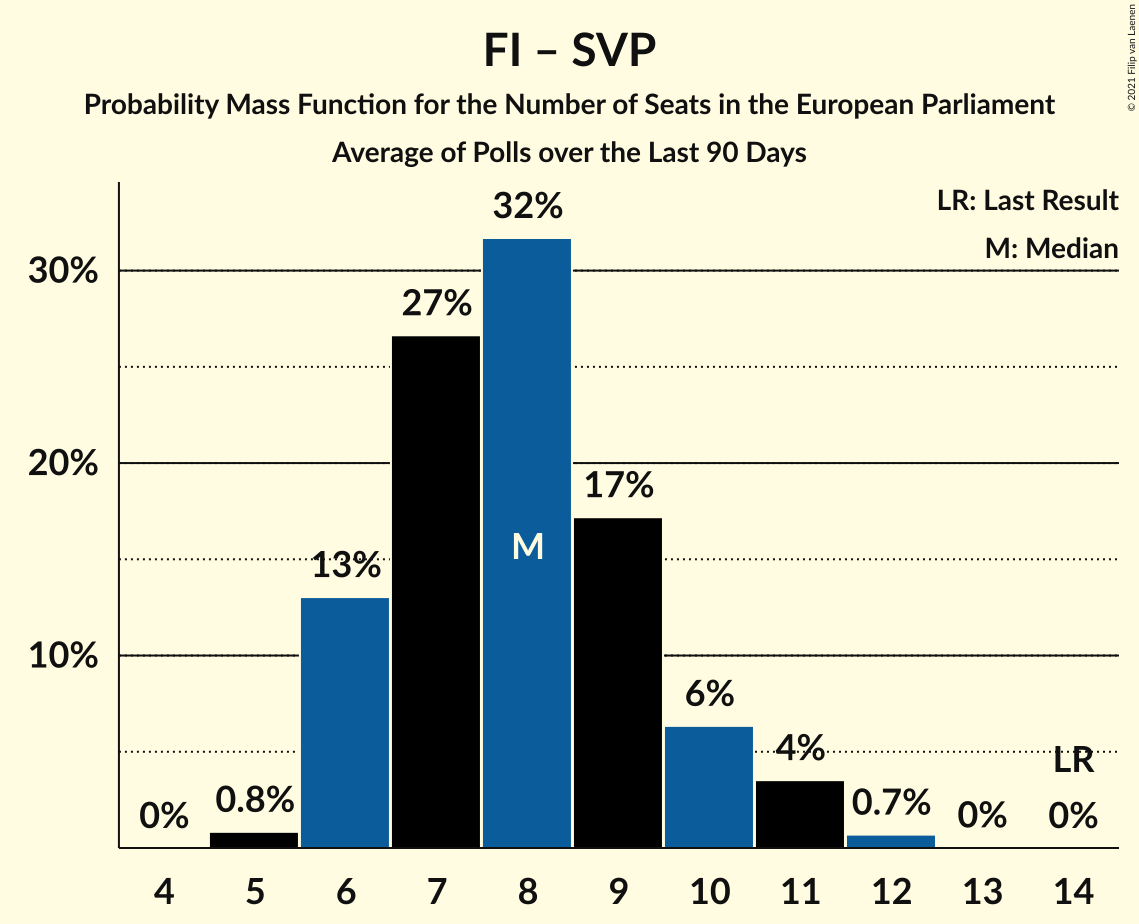 FI – SVP
Probability Mass Function for the Number of Seats in the European Parliament
Average of Polls over the Last 90 Days
© 2021 Filip van Laenen
LR: Last Result
M: Median
30%
20%
10%
0%
0.8%
13%
27%
32%
M
17%
6%
4%
0.7%
0%
LR
0%
4 5 6 7 8 9 10 11 12 13 14